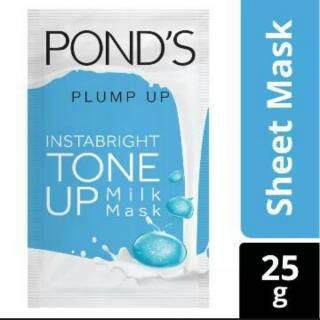 POND'S
PLUMP UP
INSTABRIGHT
TONE
UP Milk
Mask
Sheet Mask
25
g